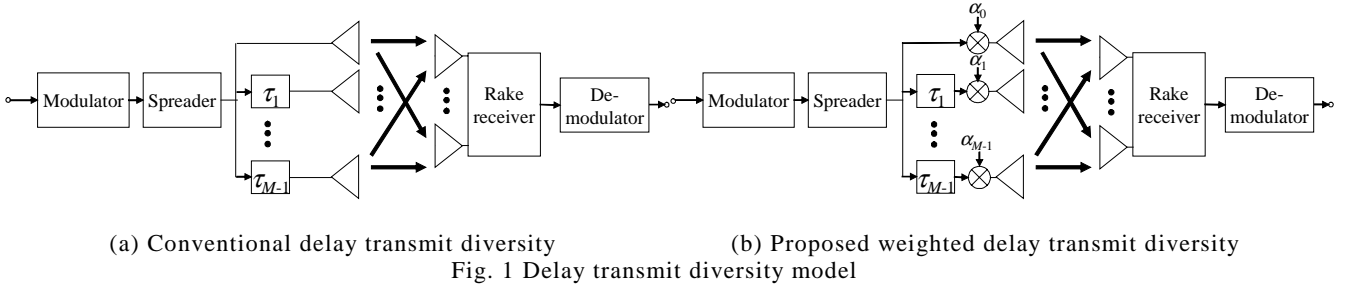 Modulator
Spreader
τ1
τM-1
Rake
receiver
De-
modulator
Modulator
Spreader
α0
α1
τ1
αM-1
τM-1
Rake
receiver
De-
modulator
(a) Conventional delay transmit diversity
(b) Proposed weighted delay transmit diversity
Fig. 1 Delay transmit diversity model